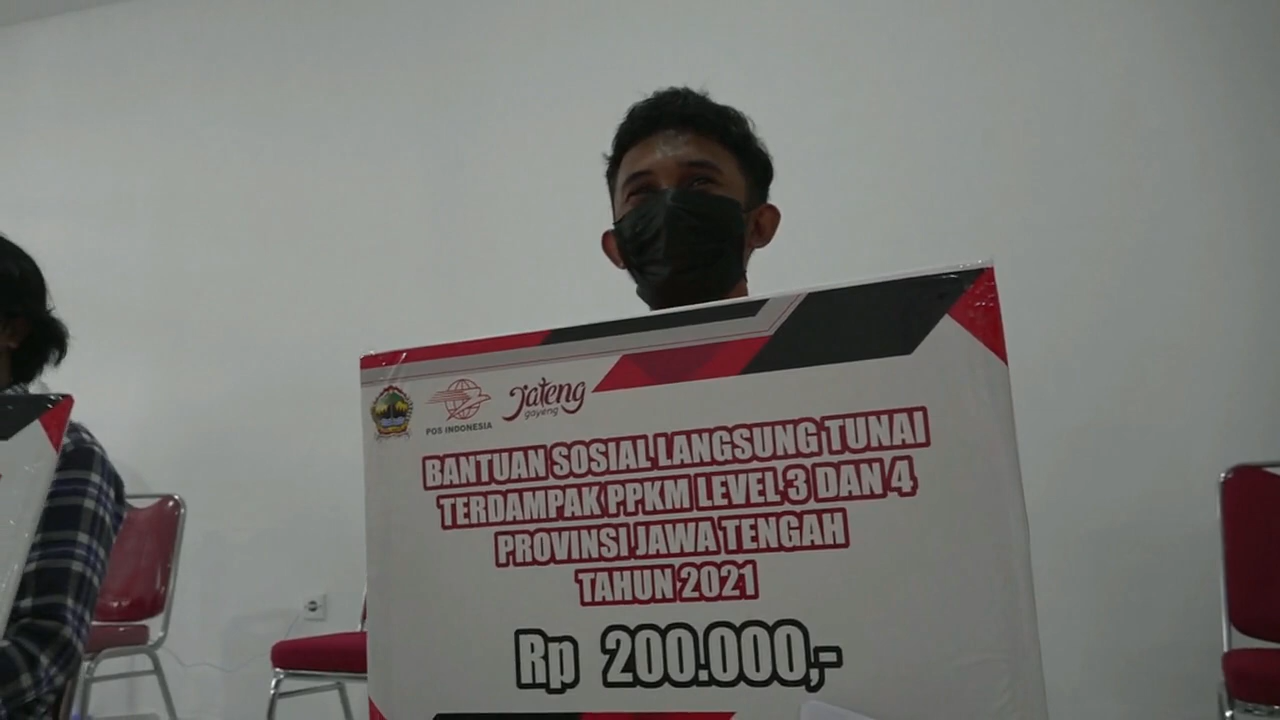 POS INDONESIA
Jateng
gayeng
BANTUAN SOSIAL LANGSUNG TUNAI
TERDAMPAK PPKM LEVEL 3 DAN 4
PROVINSI JAWA TENGAH
TAHUN 2021
Rp 200.000,-